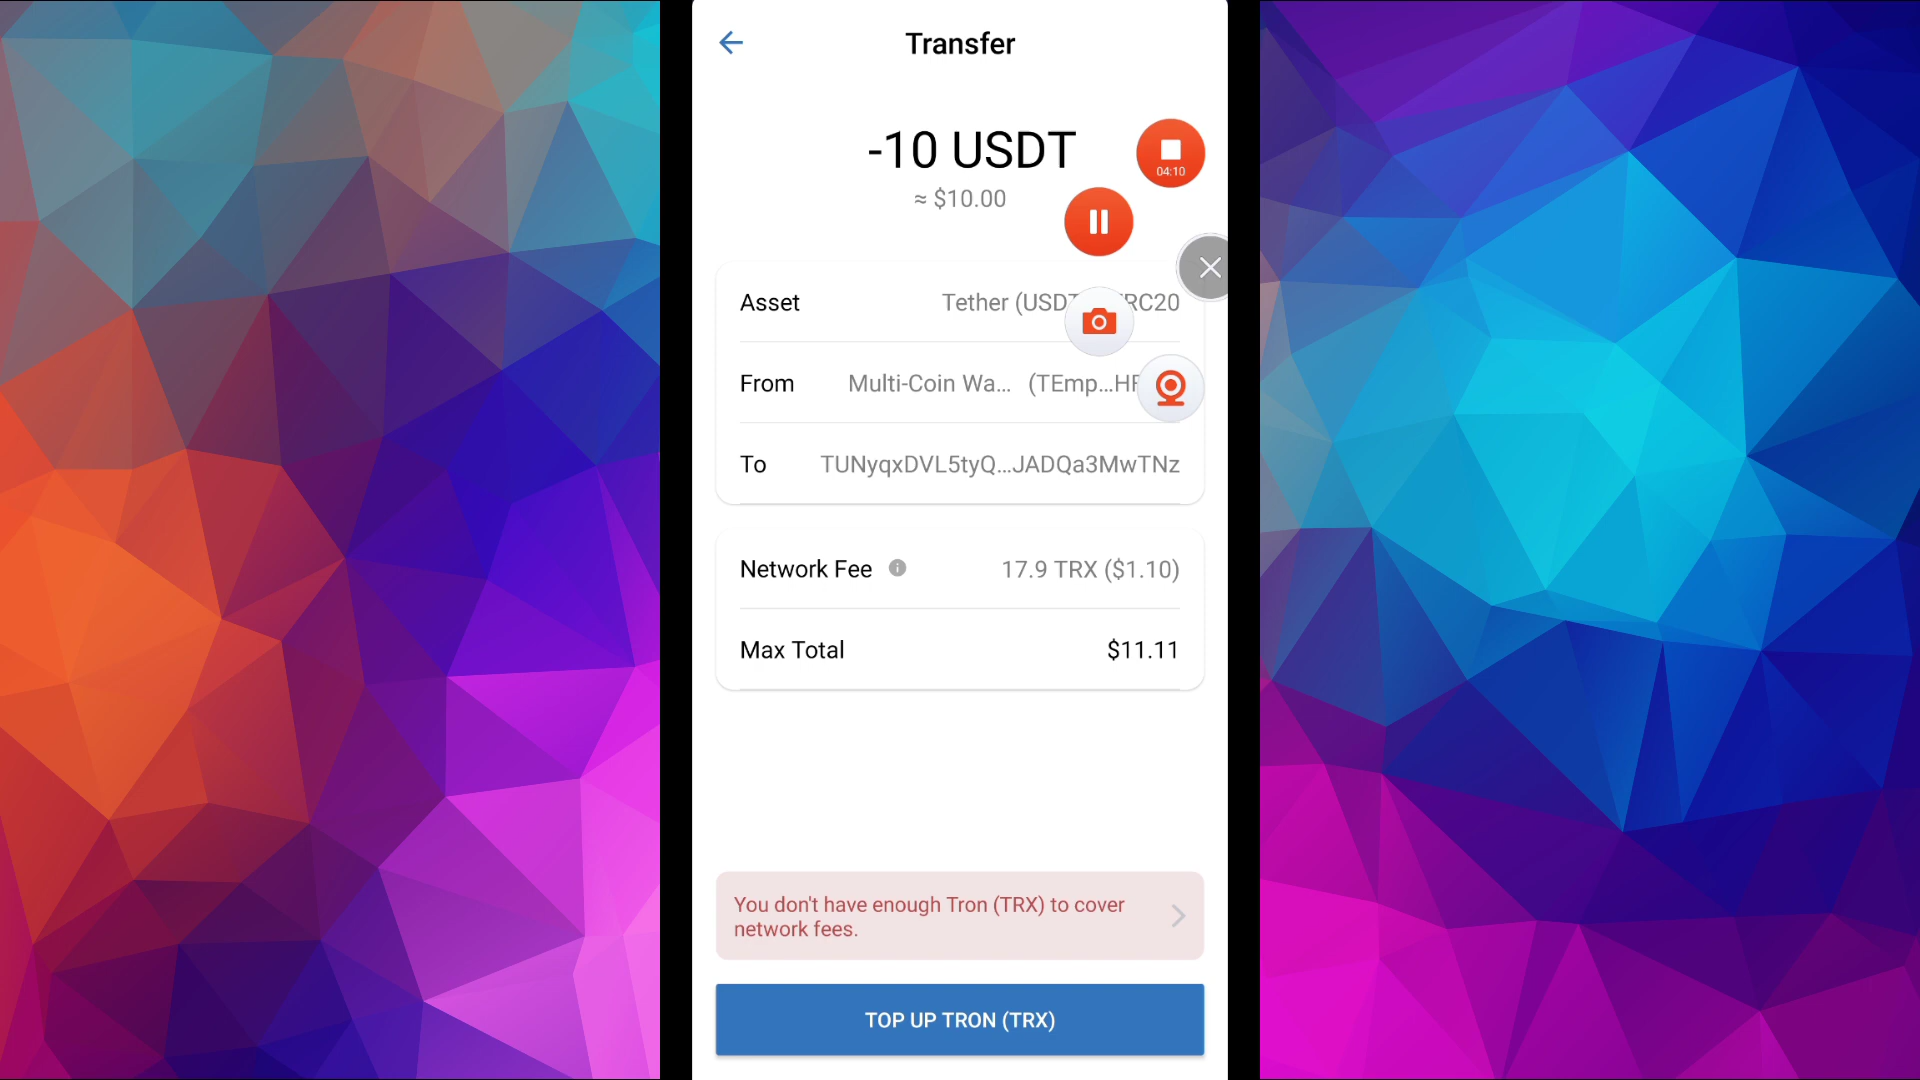 Transfer
-10 USDT
04:10
≈ $10.00
Asset Tether (USDT RC20
From Multi-Coin Wa... (TEmp...HF
To TUNyqxDVL5tyQ...JADQa3MwTNz
Network Fee 17.9 TRX ($1.10)
Max Total $11.11
You don't have enough Tron (TRX) to cover
network fees.
TOP UP TRON (TRX)